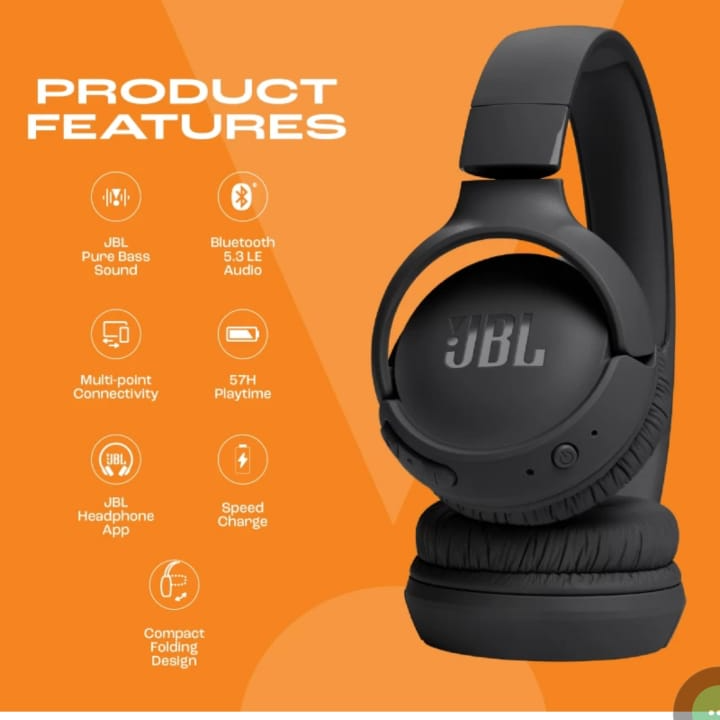 PRODUCT
FEATURES
JBL
Pure Bass
Sound
Bluetooth
5.3 LE
Audio
Multi-point
Connectivity
57H
Playtime
JBL
JBL
Headphone
App
Speed
Charge
Compact
Folding
Design
JBL